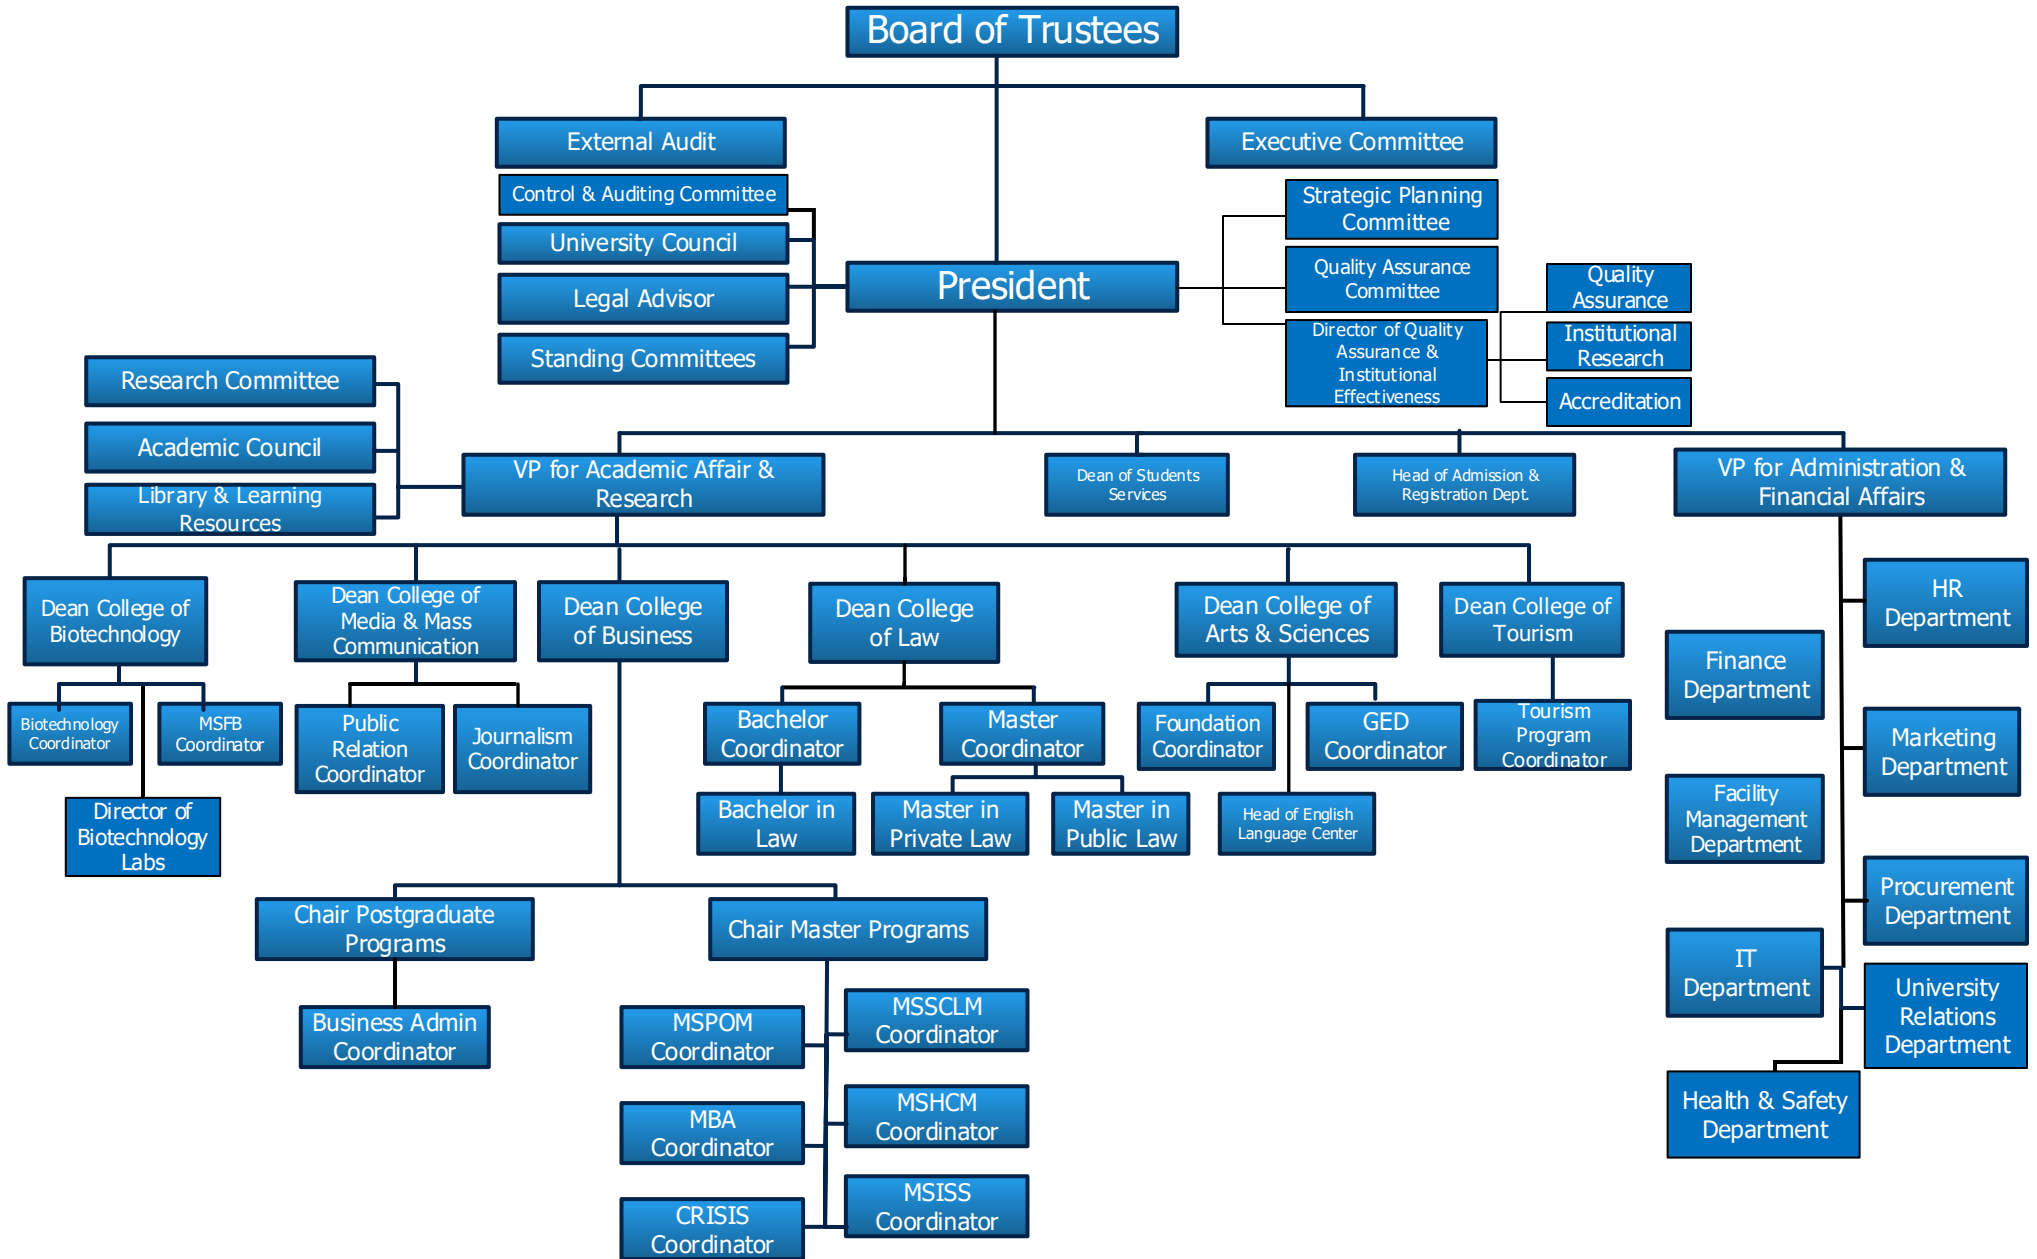 Board of Trustees
External Audit
Executive Committee
Control & Auditing Committee
University Council
Legal Advisor
Standing Committees
President
Strategic Planning
Committee
Quality Assurance
Committee
Director of Quality
Assurance &
Institutional
Effectiveness
Quality
Assurance
Institutional
Research
Accreditation
Research Committee
Academic Council
Library & Learning
Resources
VP for Academic Affair &
Research
Dean of Students
Services
Head of Admission &
Registration Dept.
VP for Administration &
Financial Affairs
Dean College of
Biotechnology
Dean College of
Media & Mass
Communication
Dean College
of Business
Dean College
of Law
Dean College of
Arts & Sciences
Dean College of
Tourism
HR
Department
Finance
Department
Marketing
Department
Facility
Management
Department
Procurement
Department
IT
Department
University
Relations
Department
Health & Safety
Department
Biotechnology
Coordinator
MSFB
Coordinator
Director of
Biotechnology
Labs
Public
Relation
Coordinator
Journalism
Coordinator
Bachelor
Coordinator
Master
Coordinator
Bachelor in
Law
Master in
Private Law
Master in
Public Law
Foundation
Coordinator
GED
Coordinator
Head of English
Language Center
Tourism
Program
Coordinator
Chair Postgraduate
Programs
Chair Master Programs
Business Admin
Coordinator
MSPOM
Coordinator
MSSCLM
Coordinator
MBA
Coordinator
MSHCM
Coordinator
CRISIS
Coordinator
MSISS
Coordinator